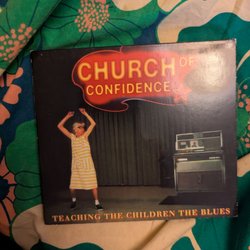 CHURCH OF
CONFIDENCE
TEACHING THE CHILDREN THE BLUES